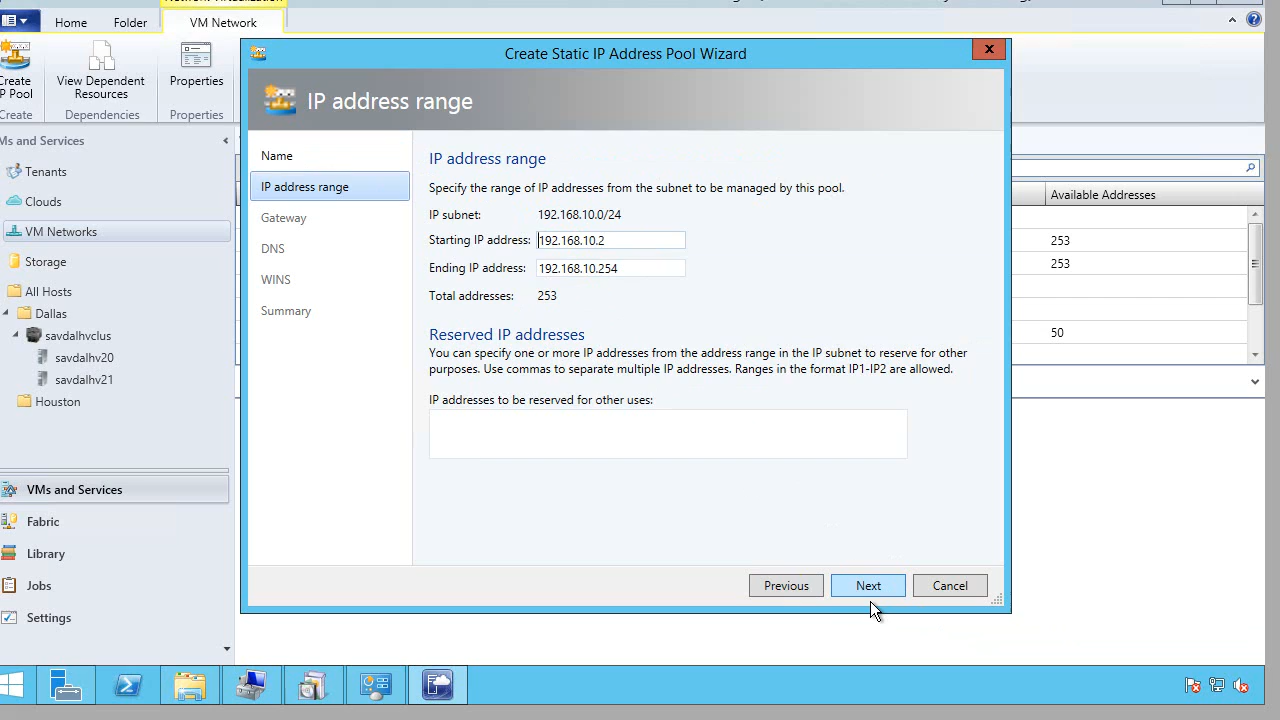 Home
Folder
VM Network
Create Static IP Address Pool Wizard
Create
IP Pool
View Dependent
Resources
Properties
Create
Dependencies
Properties
VMs and Services
Tenants
Clouds
VM Networks
Storage
All Hosts
Dallas
savdalhvclus
savdalhv20
savdalhv21
Houston
VMs and Services
Fabric
Library
Jobs
Settings
IP address range
Name
IP address range
Gateway
DNS
WINS
Summary
IP address range
Specify the range of IP addresses from the subnet to be managed by this pool.
IP subnet: 192.168.10.0/24
Starting IP address: 192.168.10.2
Ending IP address: 192.168.10.254
Total addresses: 253
Reserved IP addresses
You can specify one or more IP addresses from the address range in the IP subnet to reserve for other
purposes. Use commas to separate multiple IP addresses. Ranges in the format IP1-IP2 are allowed.
IP addresses to be reserved for other uses:
Previous
Next
Cancel
Available Addresses
253
253
50